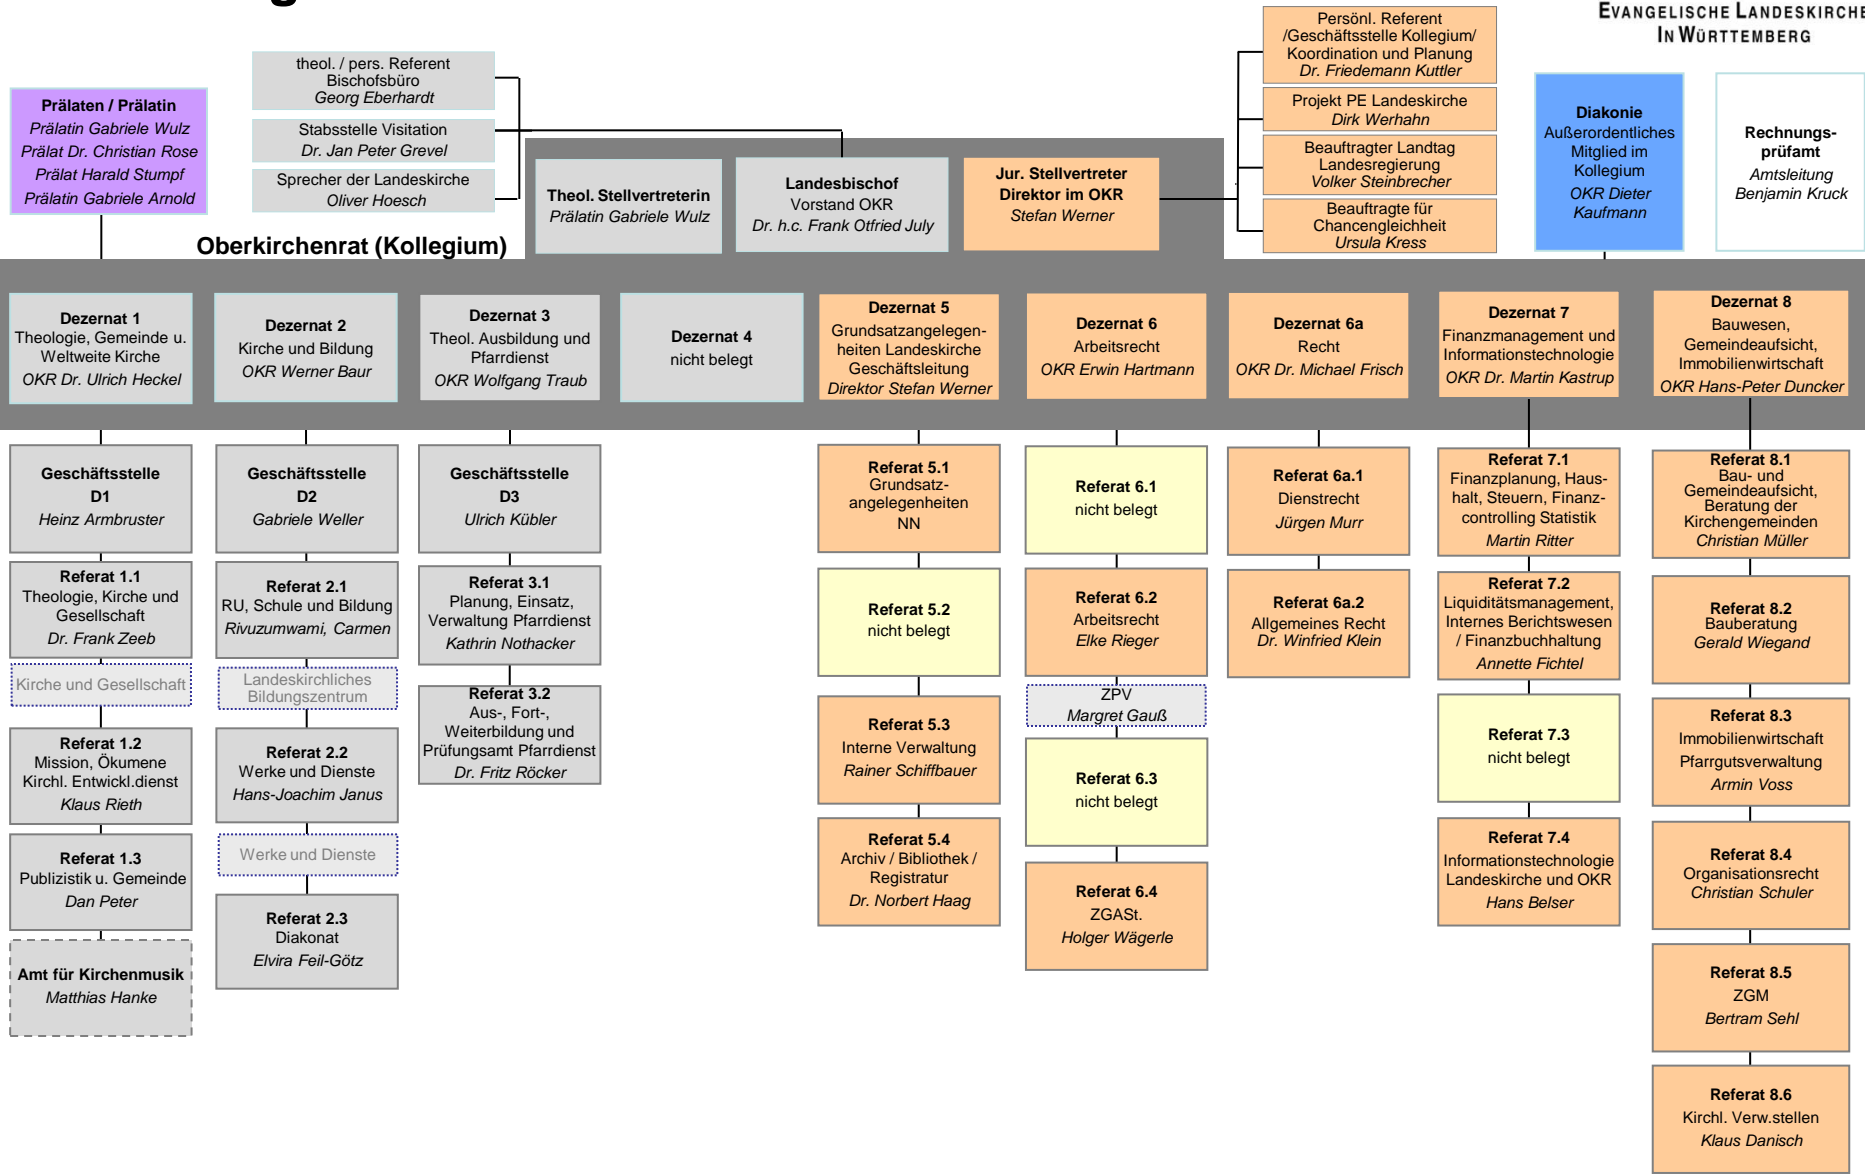 EVANGELISCHE LANDESKIRCHE
IN WÜRTTEMBERG
Prälaten / Prälatin
Prälatin Gabriele Wulz
Prälat Dr. Christian Rose
Prälat Harald Stumpf
Prälatin Gabriele Arnold
theol. / pers. Referent
Bischofsbüro
Georg Eberhardt
Stabsstelle Visitation
Dr. Jan Peter Grevel
Sprecher der Landeskirche
Oliver Hoesch
Theol. Stellvertreterin
Prälatin Gabriele Wulz
Landesbischof
Vorstand OKR
Dr. h.c. Frank Otfried July
Jur. Stellvertreter
Direktor im OKR
Stefan Werner
Persönl. Referent
/Geschäftsstelle Kollegium/
Koordination und Planung
Dr. Friedemann Kuttler
Projekt PE Landeskirche
Dirk Werhahn
Beauftragter Landtag
Landesregierung
Volker Steinbrecher
Beauftragte für
Chancengleichheit
Ursula Kress
Diakonie
Außerordentliches
Mitglied im
Kollegium
OKR Dieter
Kaufmann
Rechnungs-
prüfamt
Amtsleitung
Benjamin Kruck
Oberkirchenrat (Kollegium)
Dezernat 1
Theologie, Gemeinde u.
Weltweite Kirche
OKR Dr. Ulrich Heckel
Dezernat 2
Kirche und Bildung
OKR Werner Baur
Dezernat 3
Theol. Ausbildung und
Pfarrdienst
OKR Wolfgang Traub
Dezernat 4
nicht belegt
Dezernat 5
Grundsatzangelegen-
heiten Landeskirche
Geschäftsleitung
Direktor Stefan Werner
Dezernat 6
Arbeitsrecht
OKR Erwin Hartmann
Dezernat 6a
Recht
OKR Dr. Michael Frisch
Dezernat 7
Finanzmanagement und
Informationstechnologie
OKR Dr. Martin Kastrup
Dezernat 8
Bauwesen,
Gemeindeaufsicht,
Immobilienwirtschaft
OKR Hans-Peter Duncker
Geschäftsstelle
D1
Heinz Armbruster
Referat 1.1
Theologie, Kirche und
Gesellschaft
Dr. Frank Zeeb
Kirche und Gesellschaft
Referat 1.2
Mission, Ökumene
Kirchl. Entwickl.dienst
Klaus Rieth
Referat 1.3
Publizistik u. Gemeinde
Dan Peter
Amt für Kirchenmusik
Matthias Hanke
Geschäftsstelle
D2
Gabriele Weller
Referat 2.1
RU, Schule und Bildung
Rivuzumwami, Carmen
Landeskirchliches
Bildungszentrum
Referat 2.2
Werke und Dienste
Hans-Joachim Janus
Werke und Dienste
Referat 2.3
Diakonat
Elvira Feil-Götz
Geschäftsstelle
D3
Ulrich Kübler
Referat 3.1
Planung, Einsatz,
Verwaltung Pfarrdienst
Kathrin Nothacker
Referat 3.2
Aus-, Fort-,
Weiterbildung und
Prüfungsamt Pfarrdienst
Dr. Fritz Röcker
Referat 5.1
Grundsatz-
angelegenheiten
NN
Referat 5.2
nicht belegt
Referat 5.3
Interne Verwaltung
Rainer Schiffbauer
Referat 5.4
Archiv / Bibliothek /
Registratur
Dr. Norbert Haag
Referat 6.1
nicht belegt
Referat 6.2
Arbeitsrecht
Elke Rieger
ZPV
Margret Gauß
Referat 6.3
nicht belegt
Referat 6.4
ZGASt.
Holger Wägerle
Referat 6a.1
Dienstrecht
Jürgen Murr
Referat 6a.2
Allgemeines Recht
Dr. Winfried Klein
Referat 7.1
Finanzplanung, Haus-
halt, Steuern, Finanz-
controlling Statistik
Martin Ritter
Referat 7.2
Liquiditätsmanagement,
Internes Berichtswesen
/ Finanzbuchhaltung
Annette Fichtel
Referat 7.3
nicht belegt
Referat 7.4
Informationstechnologie
Landeskirche und OKR
Hans Belser
Referat 8.1
Bau- und
Gemeindeaufsicht,
Beratung der
Kirchengemeinden
Christian Müller
Referat 8.2
Bauberatung
Gerald Wiegand
Referat 8.3
Immobilienwirtschaft
Pfarrgutsverwaltung
Armin Voss
Referat 8.4
Organisationsrecht
Christian Schuler
Referat 8.5
ZGM
Bertram Sehl
Referat 8.6
Kirchl. Verw.stellen
Klaus Danisch